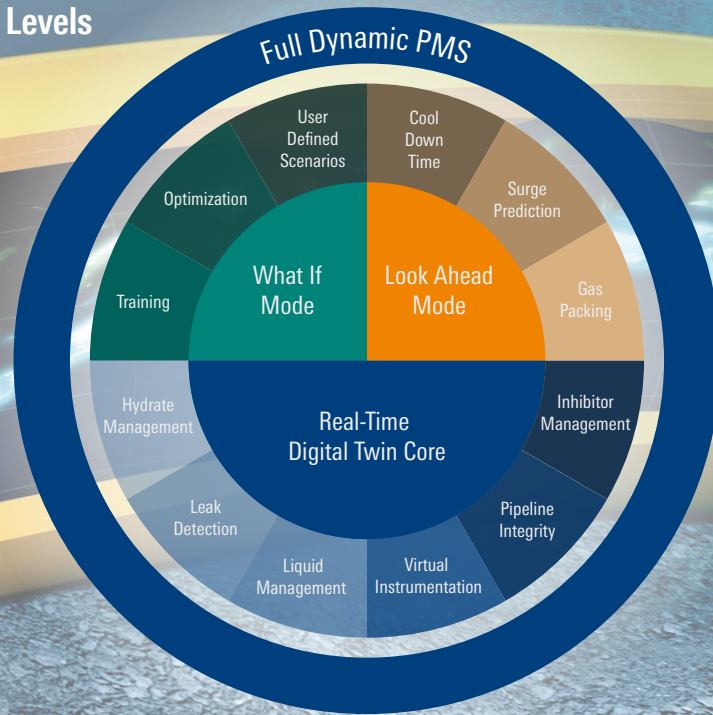 Levels
Full Dynamic PMS
User
Defined
Scenarios
Cool
Down
Time
Optimization
Surge
Prediction
Training
What If
Mode
Look Ahead
Mode
Gas
Packing
Hydrate
Management
Real-Time
Digital Twin Core
Inhibitor
Management
Leak
Detection
Pipeline
Integrity
Liquid
Management
Virtual
Instrumentation